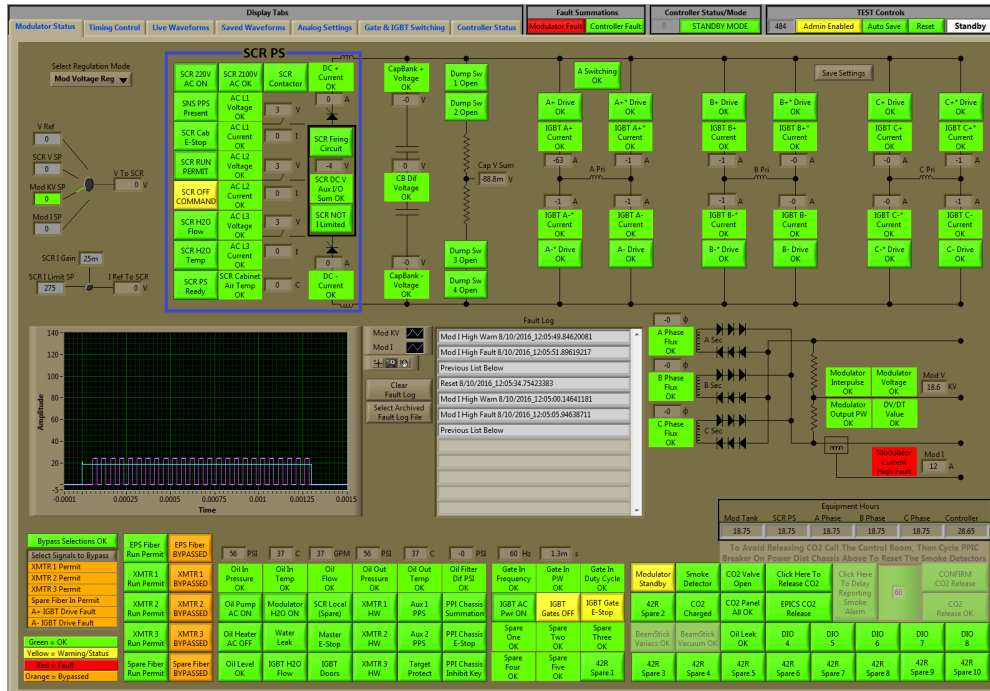 Display Tabs
Fault Summations
Controller Status/Mode
TEST Controls
Modulator Status
Timing Control
Live Waveforms
Saved Waveforms
Analog Settings
Gate & IGBT Switching
Controller Status
Modulator Fault
Controller Fault
0
STANDBY MODE
484
Admin Enabled
Auto Save
Reset
Standby
SCR PS
Select Regulation Mode
Mod Voltage Reg
V Ref
0
SCR V SP
0
Mod KV SP
0
Mod I SP
0
V To SCR
0 V
SCR I Gain 25m
SCR I Limit SP
275
I Ref To SCR
0 V
SCR 220V AC ON
SCR 2100V AC OK
SCR Contactor
DC + Current OK
SNS PPS Present
AC L1 Voltage OK
3 V
0 A
SCR Cab E-Stop
AC L1 Current OK
0 I
SCR Firing Circuit
SCR RUN PERMIT
AC L2 Voltage OK
3 V
-4 V
SCR OFF COMMAND
AC L2 Current OK
0 I
SCR DC V Aux I/O Sum OK
SCR H2O Flow
AC L3 Voltage OK
3 V
SCR NOT I Limited
SCR H2O Temp
AC L3 Current OK
0 I
0 A
SCR PS Ready
SCR Cabinet Air Temp OK
0 C
DC - Current OK
CapBank + Voltage OK
-0 V
0 V
CB Dif Voltage OK
-0 V
CapBank - Voltage OK
Dump Sw 1 Open
Dump Sw 2 Open
Cap V Sum
-88.8m V
Dump Sw 3 Open
Dump Sw 4 Open
A Switching OK
Save Settings
A+ Drive OK
A+* Drive OK
B+ Drive OK
B+* Drive OK
C+ Drive OK
C+* Drive OK
IGBT A+ Current OK
IGBT A+* Current OK
IGBT B+ Current OK
IGBT B+* Current OK
IGBT C+ Current OK
IGBT C+* Current OK
-63 A
-1 A
-1 A
-0 A
-0 A
-1 A
A Pri
B Pri
C Pri
-1 A
-1 A
-1 A
-0 A
-0 A
-1 A
IGBT A-* Current OK
IGBT A- Current OK
IGBT B-* Current OK
IGBT B- Current OK
IGBT C-* Current OK
IGBT C- Current OK
A-* Drive OK
A- Drive OK
B-* Drive OK
B- Drive OK
C-* Drive OK
C- Drive OK
Amplitude
140
120
100
80
60
40
20
-5
-0.0001
0.00025
0.0005
0.00075
0.001
0.00125
0.0015
Time
Mod KV
Mod I
Clear Fault Log
Select Archived Fault Log File
Fault Log
Mod I High Warn 8/10/2016_12:05:49.84620081
Mod I High Fault 8/10/2016_12:05:51.89619217
Previous List Below
Reset 8/10/2016_12:05:34.75423383
Mod I High Warn 8/10/2016_12:05:00.14641181
Mod I High Fault 8/10/2016_12:05:05.94638711
Previous List Below
-0 ϕ
A Phase Flux OK
A Sec
-0 ϕ
B Phase Flux OK
B Sec
-0 ϕ
C Phase Flux OK
C Sec
Modulator Interpulse OK
Modulator Voltage OK
Mod V
18.6 KV
Modulator Output PW OK
DV/DT Value OK
Modulator Current High Fault
Mod I
12 A
Equipment Hours
Mod Tank
SCR PS
A Phase
B Phase
C Phase
Controller
18.75
18.75
18.75
18.75
18.75
28.65
To Avoid Releasing CO2 Call The Control Room, Then Cycle PPIC
Breaker On Power Dist Chassis Above To Reset The Smoke Detectors
Bypass Selections OK
Select Signals to Bypass
XMTR 1 Permit
XMTR 2 Permit
XMTR 3 Permit
Spare Fiber In Permit
A+ IGBT Drive Fault
A- IGBT Drive Fault
Green = OK
Yellow = Warning/Status
Red = Fault
Orange = Bypassed
EPS Fiber Run Permit
EPS Fiber BYPASSED
XMTR 1 Run Permit
XMTR 1 BYPASSED
XMTR 2 Run Permit
XMTR 2 BYPASSED
XMTR 3 Run Permit
XMTR 3 BYPASSED
Spare Fiber Run Permit
Spare Fiber BYPASSED
56 PSI
37 C
37 GPM
56 PSI
37 C
-0 PSI
60 Hz
1.3m s
Oil In Pressure OK
Oil In Temp OK
Oil Flow OK
Oil Out Pressure OK
Oil Out Temp OK
Oil Filter Dif PSI OK
Gate In Frequency OK
Gate In PW OK
Gate In Duty Cycle OK
Oil Pump AC ON
Modulator H2O ON
SCR Local (Spare)
XMTR 1 HW
Aux 1 PPS
PPI Chassis Summation
IGBT AC Pwr ON
IGBT Gates OFF
IGBT Gate E-Stop
Oil Heater AC OFF
Water Leak
Master E-Stop
XMTR 2 HW
Aux 2 PPS
PPI Chassis E-Stop
Spare One OK
Spare Two OK
Spare Three OK
Oil Level OK
IGBT H2O Flow
IGBT Doors
XMTR 3 HW
Target Protect
PPI Chassis Inhibit Key
Spare Four OK
Spare Five OK
42R Spare 1
Modulator Standby
Smoke Detector
CO2 Valve Open
Click Here To Release CO2
Click Here To Delay Reporting Smoke Alarm
60
CONFIRM CO2 Release
42R Spare 2
CO2 Charged
CO2 Panel All OK
EPICS CO2 Release
CO2 Release OK
BeamStick Variacs OK
BeamStick Vacuum OK
Oil Leak OK
DIO 4
DIO 5
DIO 6
DIO 7
DIO 8
42R Spare 3
42R Spare 4
42R Spare 5
42R Spare 6
42R Spare 7
42R Spare 8
42R Spare 9
42R Spare 10